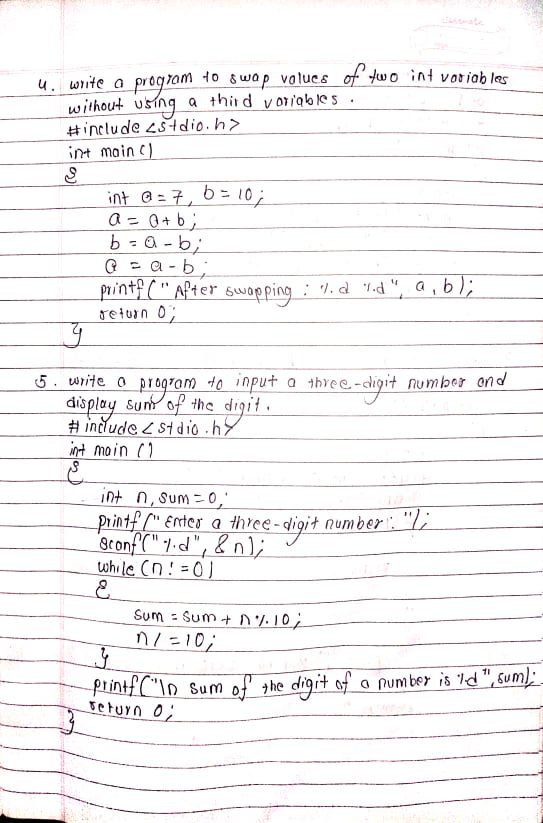 classmate
4. write a program to swap values of two int variables
without using a third variables.
#include <stdio.h>
int main()
{
int a=7, b=10;
a = a+b;
b = a-b;
a = a-b;
printf("After swapping : %d %d", a, b);
return 0;
}
5. write a program to input a three-digit number and
display sum of the digit.
#include <stdio.h>
int main ()
{
int n, sum=0;
printf("Enter a three-digit number: ");
scanf("%d", &n);
while (n!=0)
{
sum = sum + n%10;
n/=10;
}
printf("\n sum of the digit of a number is %d", sum);
return 0;
}